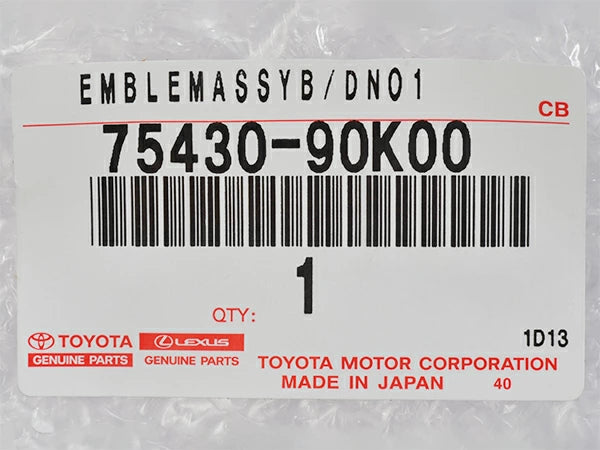 EMBLEMASSYB/DNO1
CB
75430-90K00
1
QTY:
TOYOTA LEXUS
GENUINE PARTS GENUINE PARTS
1D13
TOYOTA MOTOR CORPORATION
MADE IN JAPAN 40